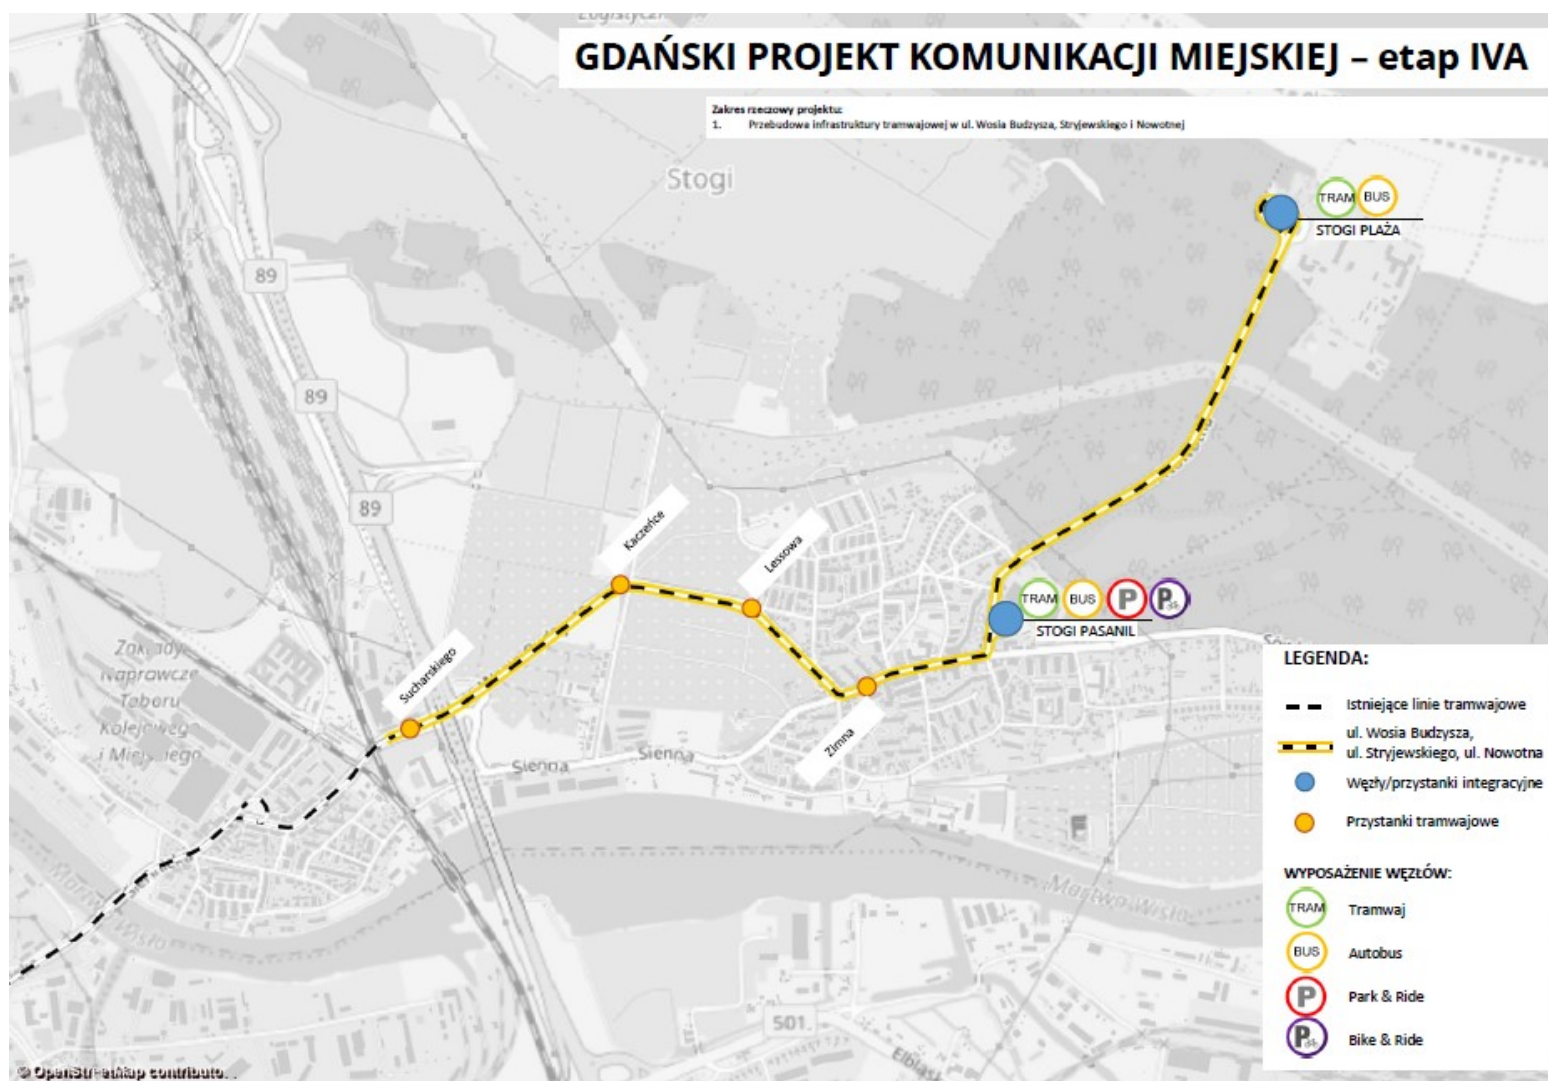 GDAŃSKI PROJEKT KOMUNIKACJI MIEJSKIEJ – etap IVA
Zakres rzeczowy projektu:
1. Przebudowa infrastruktury tramwajowej w ul. Wosia Budzysza, Stryjewskiego i Nowotnej
Stogi
TRAM BUS
STOGI PLAŻA
89
89
89
Kaczeńce
Lessowa
TRAM BUS P P
STOGI PASANIL
Sucharskiego
Zimna
Zakłady
Naprawcze
Taboru
Kolejowego
i Miejskiego
Sienna
Sienna
Wisła
Martwa Wisła
501
© OpenStreetMap contributo
LEGENDA:
Istniejące linie tramwajowe
ul. Wosia Budzysza,
ul. Stryjewskiego, ul. Nowotna
Węzły/przystanki integracyjne
Przystanki tramwajowe
WYPOSAŻENIE WĘZŁÓW:
TRAM Tramwaj
BUS Autobus
P Park & Ride
P Bike & Ride